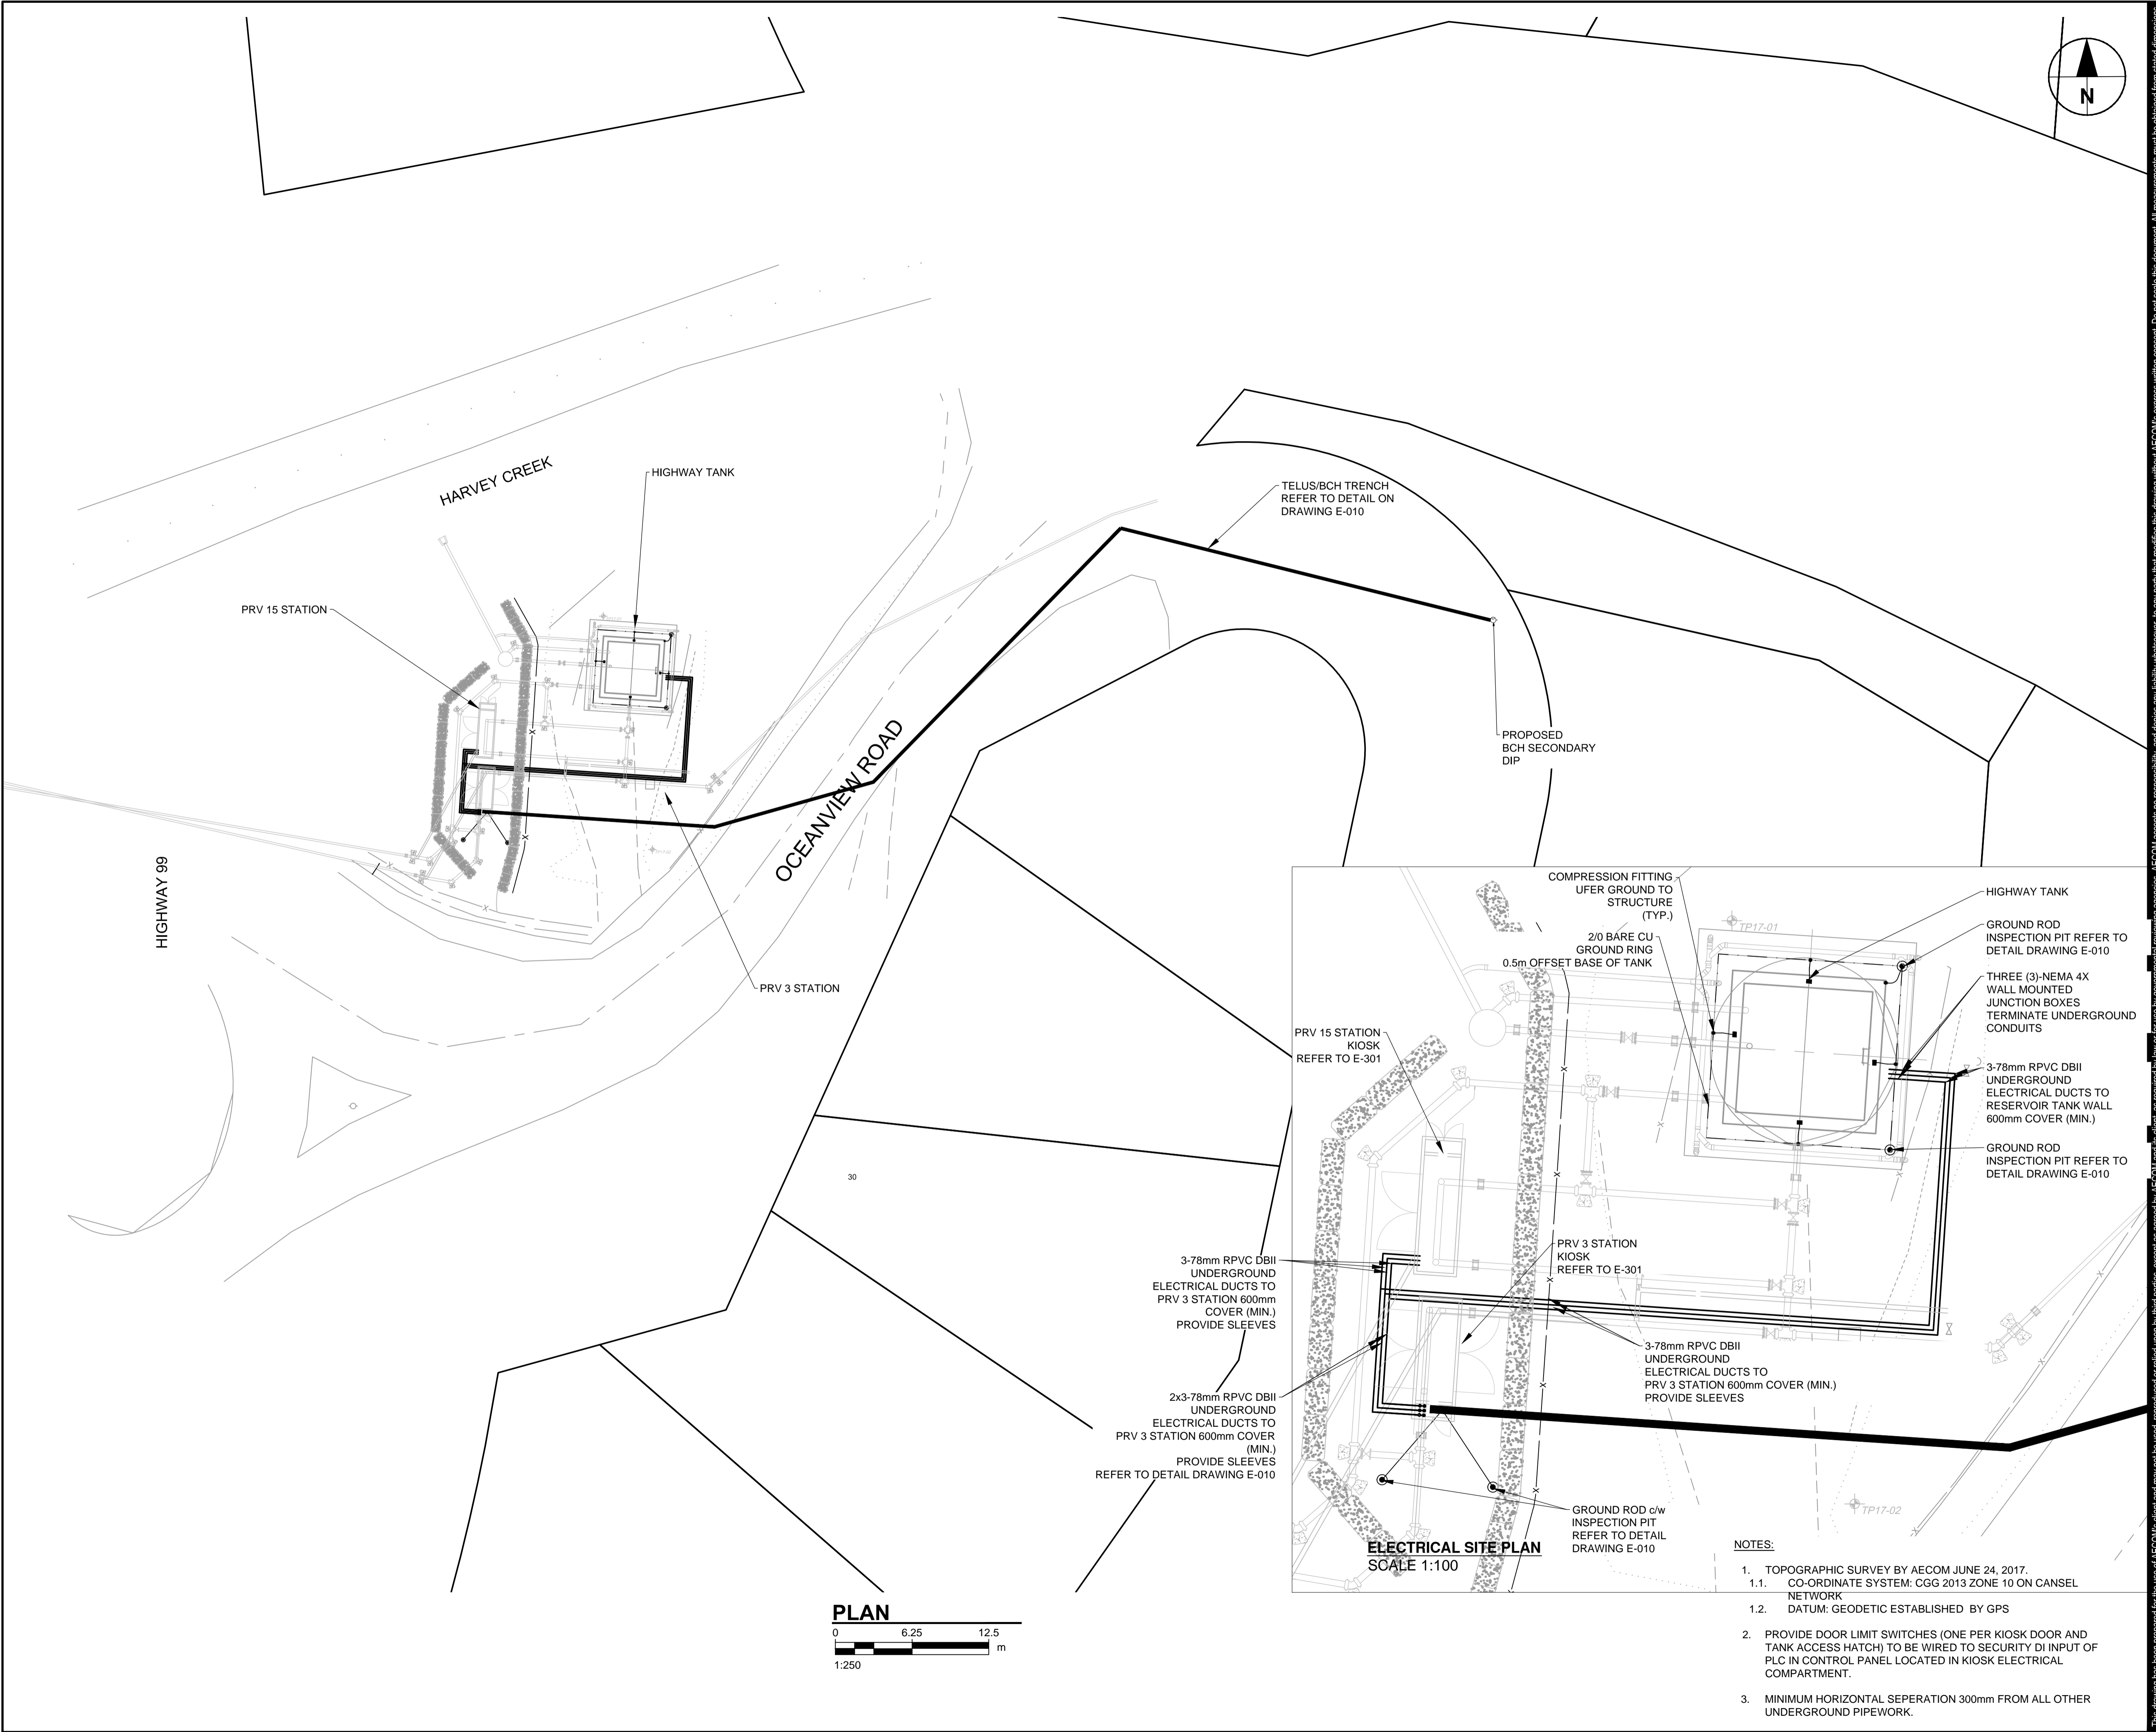 N
HARVEY CREEK
HIGHWAY TANK
TELUS/BCH TRENCH
REFER TO DETAIL ON
DRAWING E-010
PRV 15 STATION
PROPOSED
BCH SECONDARY
DIP
OCEANVIEW ROAD
HIGHWAY 99
PRV 3 STATION
30
X
X
X
X
COMPRESSION FITTING
UFER GROUND TO
STRUCTURE
(TYP.)
2/0 BARE CU
GROUND RING
0.5m OFFSET BASE OF TANK
TP17-01
HIGHWAY TANK
GROUND ROD
INSPECTION PIT REFER TO
DETAIL DRAWING E-010
THREE (3)-NEMA 4X
WALL MOUNTED
JUNCTION BOXES
TERMINATE UNDERGROUND
CONDUITS
3-78mm RPVC DBII
UNDERGROUND
ELECTRICAL DUCTS TO
RESERVOIR TANK WALL
600mm COVER (MIN.)
GROUND ROD
INSPECTION PIT REFER TO
DETAIL DRAWING E-010
PRV 15 STATION
KIOSK
REFER TO E-301
PRV 3 STATION
KIOSK
REFER TO E-301
3-78mm RPVC DBII
UNDERGROUND
ELECTRICAL DUCTS TO
PRV 3 STATION 600mm
COVER (MIN.)
PROVIDE SLEEVES
3-78mm RPVC DBII
UNDERGROUND
ELECTRICAL DUCTS TO
PRV 3 STATION 600mm COVER (MIN.)
PROVIDE SLEEVES
2x3-78mm RPVC DBII
UNDERGROUND
ELECTRICAL DUCTS TO
PRV 3 STATION 600mm COVER
(MIN.)
PROVIDE SLEEVES
REFER TO DETAIL DRAWING E-010
GROUND ROD c/w
INSPECTION PIT
REFER TO DETAIL
DRAWING E-010
TP17-02
ELECTRICAL SITE PLAN
SCALE 1:100
PLAN
0 6.25 12.5
m
1:250
NOTES:
1. TOPOGRAPHIC SURVEY BY AECOM JUNE 24, 2017.
1.1. CO-ORDINATE SYSTEM: CGG 2013 ZONE 10 ON CANSEL
NETWORK
1.2. DATUM: GEODETIC ESTABLISHED BY GPS
2. PROVIDE DOOR LIMIT SWITCHES (ONE PER KIOSK DOOR AND
TANK ACCESS HATCH) TO BE WIRED TO SECURITY DI INPUT OF
PLC IN CONTROL PANEL LOCATED IN KIOSK ELECTRICAL
COMPARTMENT.
3. MINIMUM HORIZONTAL SEPERATION 300mm FROM ALL OTHER
UNDERGROUND PIPEWORK.